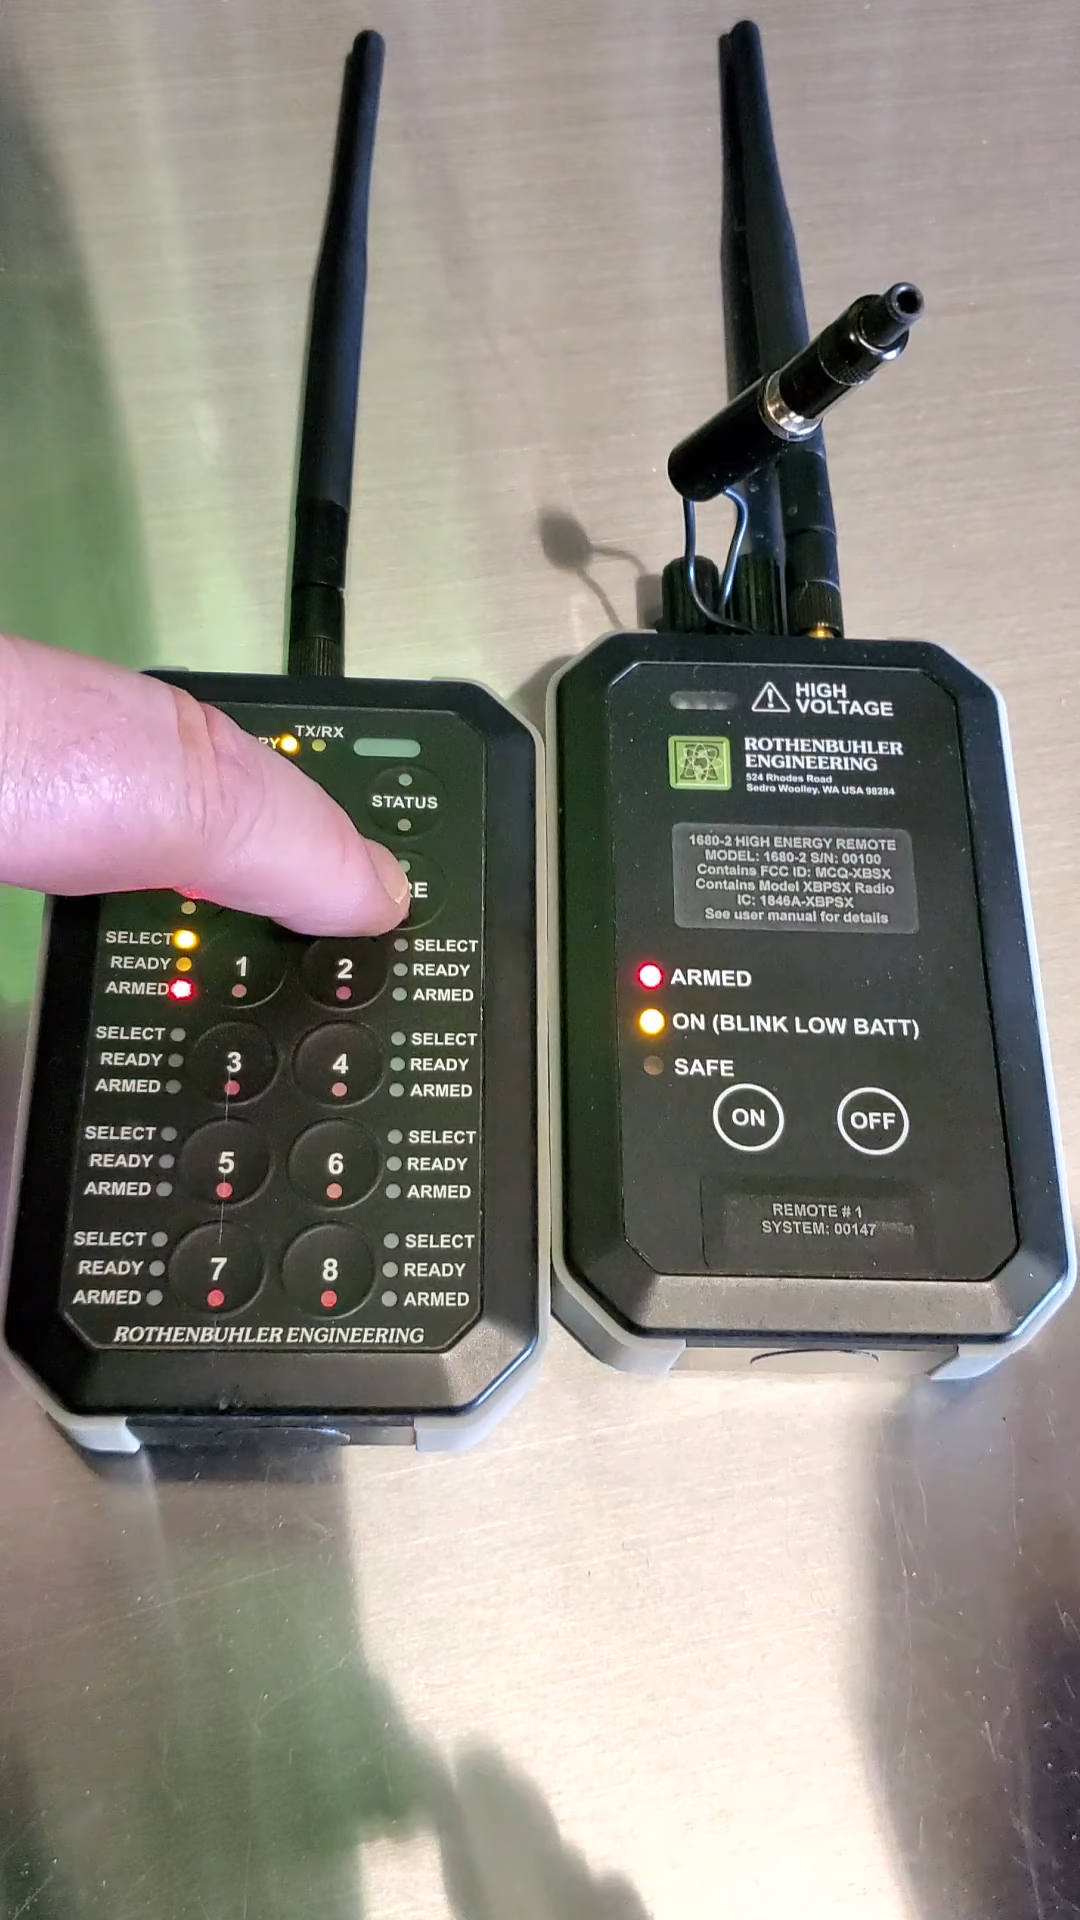 TX/RX
STATUS
SELECT
READY
ARMED
1
2
SELECT
READY
ARMED
SELECT
READY
ARMED
3
4
SELECT
READY
ARMED
SELECT
READY
ARMED
5
6
SELECT
READY
ARMED
SELECT
READY
ARMED
7
8
SELECT
READY
ARMED
ROTHENBUHLER ENGINEERING
HIGH
VOLTAGE
ROTHENBUHLER
ENGINEERING
524 Rhodes Road
Sedro Woolley, WA USA 98284
1680-2 HIGH ENERGY REMOTE
MODEL: 1680-2 S/N: 00100
Contains FCC ID: MCQ-XBSX
Contains Model XBPSX Radio
IC: 1846A-XBPSX
See user manual for details
ARMED
ON (BLINK LOW BATT)
SAFE
ON
OFF
REMOTE # 1
SYSTEM: 00147